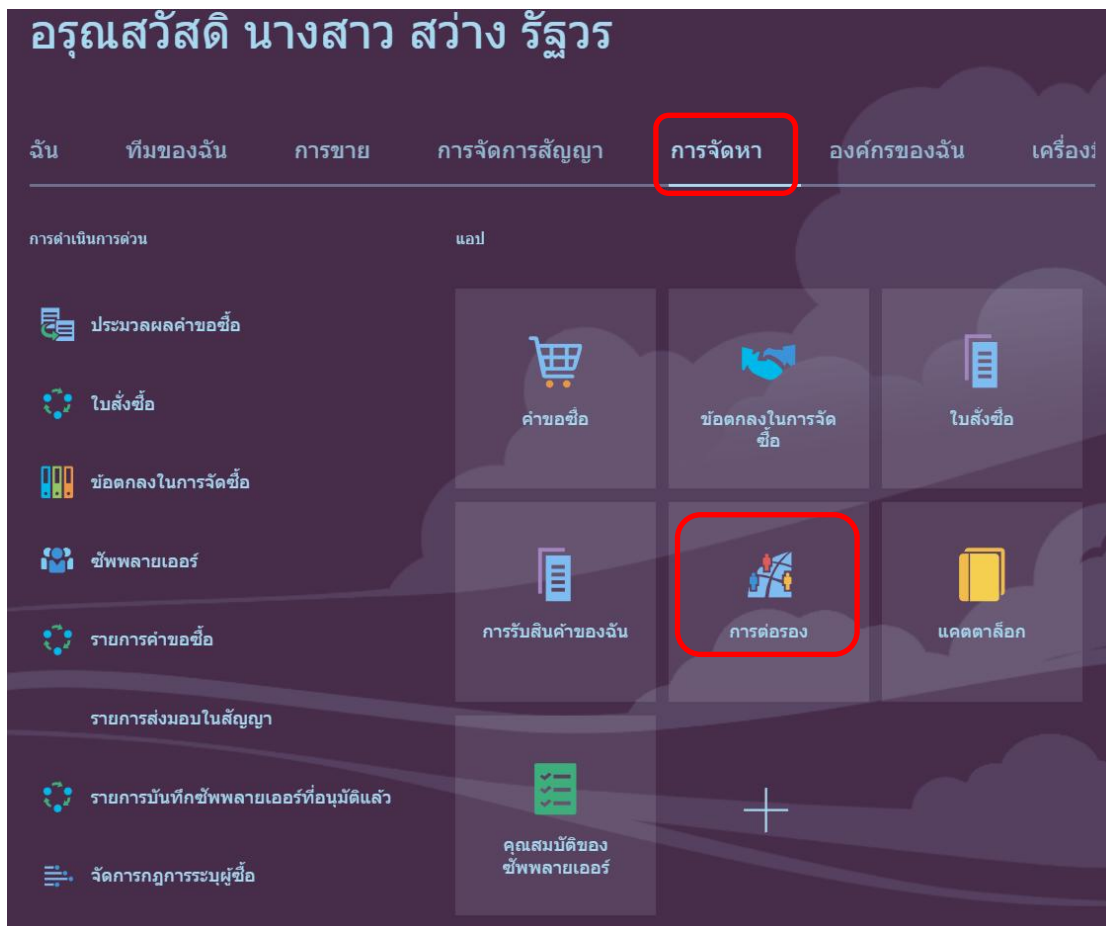 อรุณสวัสดิ์ นางสาว สว่าง รัฐวร
ฉัน ทีมของฉัน การขาย การจัดการสัญญา การจัดหา องค์กรของฉัน
การดำเนินการด่วน
แอป
ประมวลผลคำขอซื้อ
ใบสั่งซื้อ
ข้อตกลงในการจัดซื้อ
ซัพพลายเออร์
รายการคำขอซื้อ
รายการส่งมอบในสัญญา
รายการบันทึกซัพพลายเออร์ที่อนุมัติแล้ว
จัดการกฎการระบุผู้ซื้อ
คำขอซื้อ
ข้อตกลงในการจัด
ซื้อ
ใบสั่งซื้อ
การรับสินค้าของฉัน
การต่อรอง
แคตตาล็อก
คุณสมบัติของ
ซัพพลายเออร์